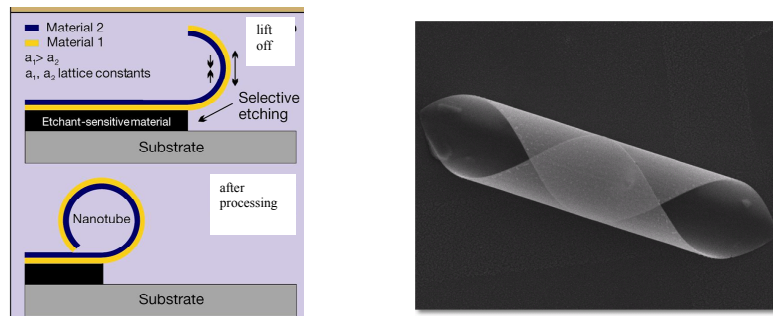 Material 2
Material 1
a₁> a₂
a₁, a₂ lattice constants
lift
off
Selective
etching
Etchant-sensitive material
Substrate
after
processing
Nanotube
Substrate